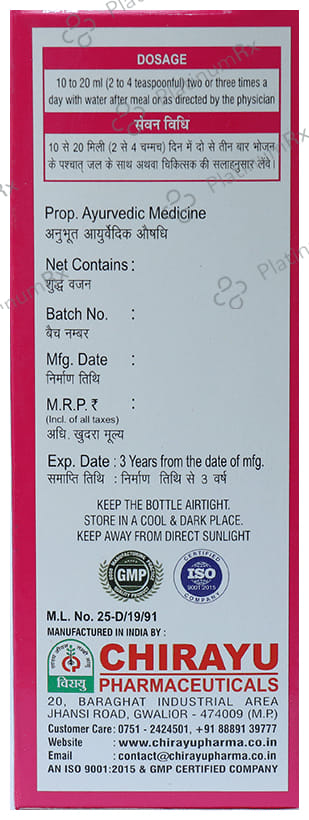 DOSAGE
10 to 20 ml (2 to 4 teaspoonful) two or three times a
day with water after meal or as directed by the physician
सेवन विधि
10 से 20 मिली (2 से 4 चम्मच) दिन में दो से तीन बार भोजन
के पश्चात् जल के साथ अथवा चिकित्सक की सलाहनुसार लेवें।
Prop. Ayurvedic Medicine
अनुभूत आयुर्वेदिक औषधि
Net Contains :
शुद्ध वजन
Batch No. :
बैच नम्बर
Mfg. Date :
निर्माण तिथि
M.R.P. ₹ :
(Incl. of all taxes)
अधि. खुदरा मूल्य
Exp. Date : 3 Years from the date of mfg.
समाप्ति तिथि : निर्माण तिथि से 3 वर्ष
KEEP THE BOTTLE AIRTIGHT.
STORE IN A COOL & DARK PLACE.
KEEP AWAY FROM DIRECT SUNLIGHT
GMP
CERTIFIED
ISO
9001:2015
COMPANY
M.L. No. 25-D/19/91
MANUFACTURED IN INDIA BY :
चिरायु
CHIRAYU
PHARMACEUTICALS
20, BARAGHAT INDUSTRIAL AREA
JHANSI ROAD, GWALIOR - 474009 (M.P.)
Customer Care: 0751 - 2424501, +91 88891 39777
Website : www.chirayupharma.co.in
Email : contact@chirayupharma.co.in
AN ISO 9001:2015 & GMP CERTIFIED COMPANY
PlatinumRx